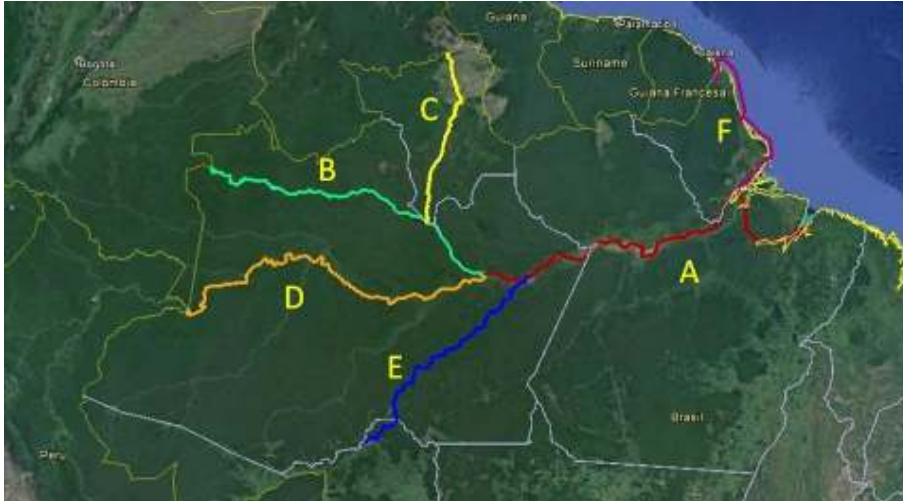 Guiana
Paramaribo
Bogotá
Caiena
Colombia
Suriname
Guiana Francesa
C
F
B
A
D
E
Brasil
Peru